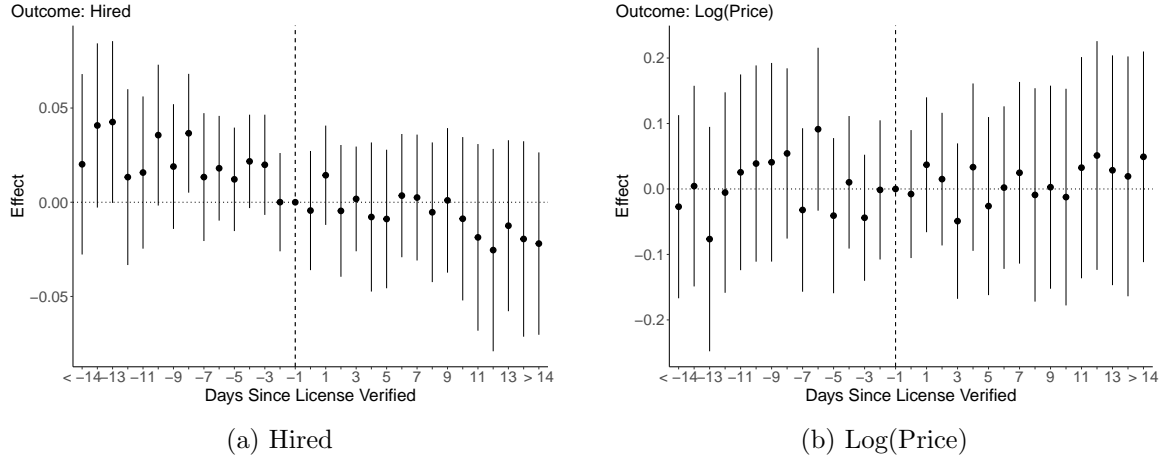 Outcome: Hired
0.05
0.00
−0.05
Effect
< −14 −13 −11 −9 −7 −5 −3 −1 1 3 5 7 9 11 13 > 14
Days Since License Verified
(a) Hired
Outcome: Log(Price)
0.2
0.1
0.0
−0.1
−0.2
Effect
< −14 −13 −11 −9 −7 −5 −3 −1 1 3 5 7 9 11 13 > 14
Days Since License Verified
(b) Log(Price)